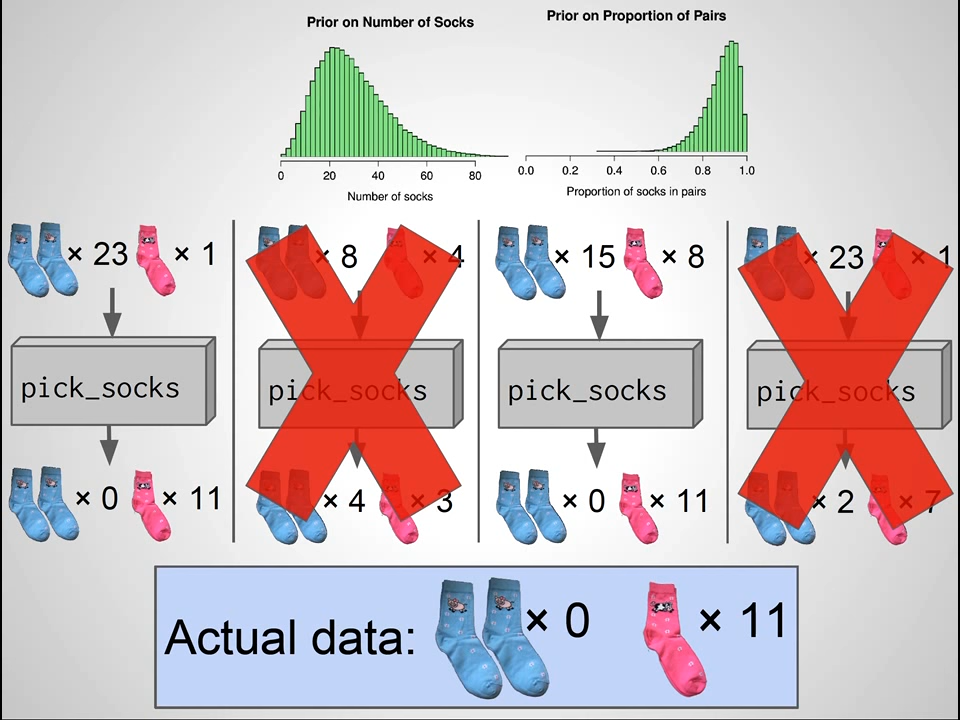 Prior on Number of Socks
Prior on Proportion of Pairs
0 20 40 60 80
0.0 0.2 0.4 0.6 0.8 1.0
Number of socks
Proportion of socks in pairs
× 23 × 1
× 8 × 4
× 15 × 8
× 23 × 1
pick_socks
pick_socks
pick_socks
pick_socks
× 0 × 11
× 4 × 3
× 0 × 11
× 2 × 7
Actual data: × 0 × 11